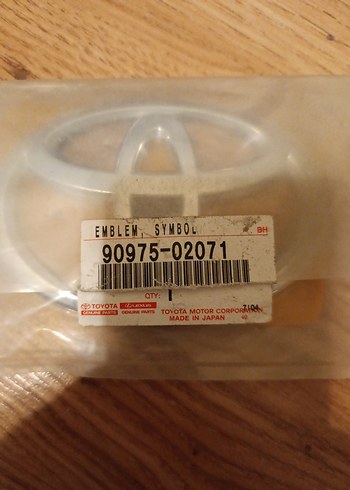 EMBLEM, SYMBOL
BH
90975-02071
QTY: 1
TOYOTA LEXUS
GENUINE PARTS GENUINE PARTS
TOYOTA MOTOR CORPORATION
MADE IN JAPAN